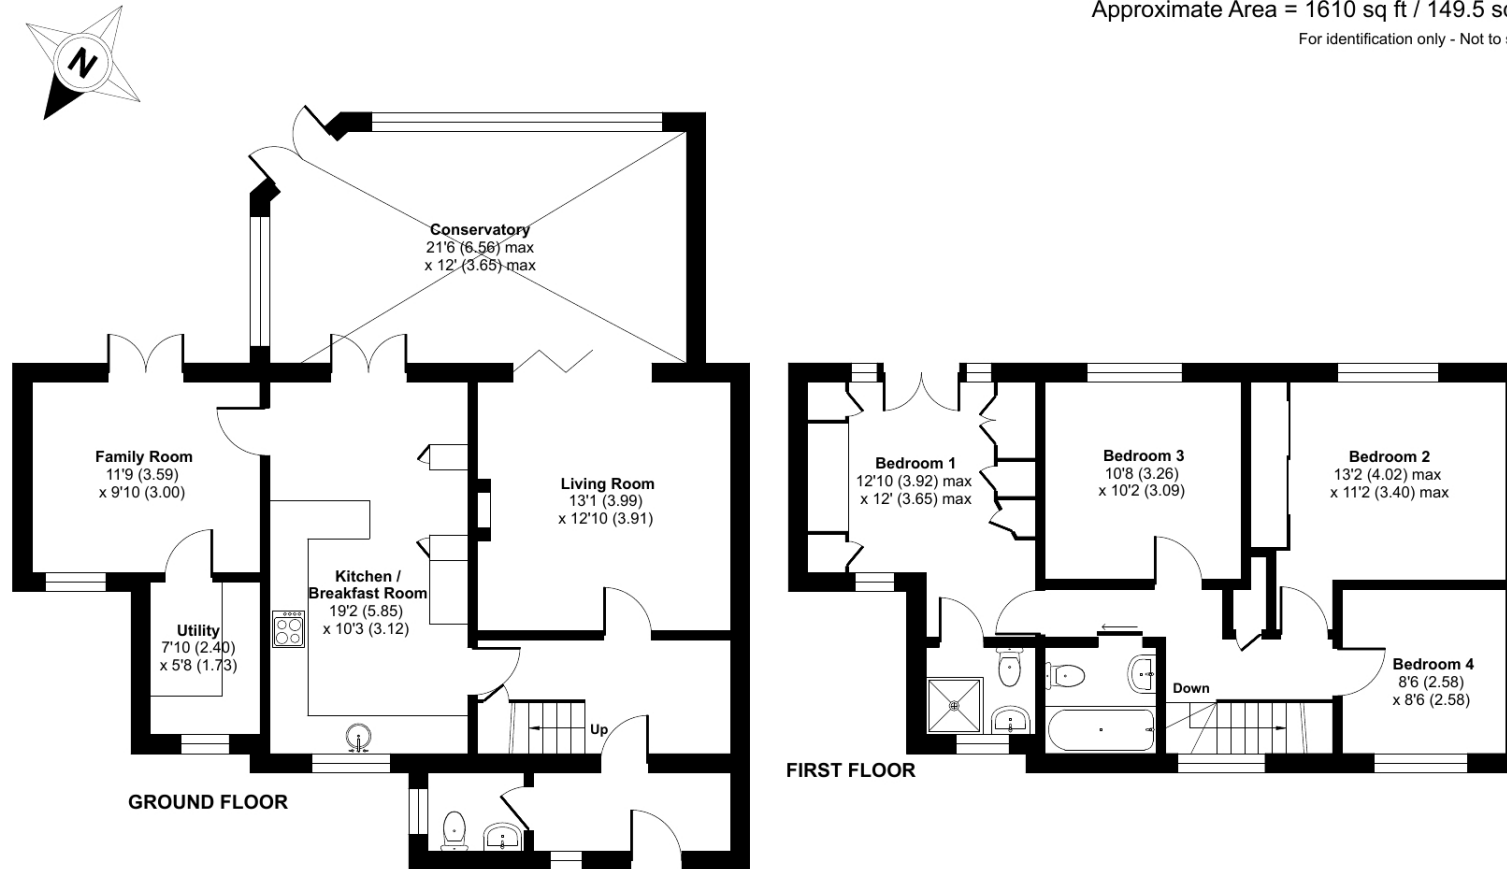 Approximate Area = 1610 sq ft / 149.5
For identification only - Not to
N
Conservatory
21'6 (6.56) max
x 12' (3.65) max
Family Room
11'9 (3.59)
x 9'10 (3.00)
Living Room
13'1 (3.99)
x 12'10 (3.91)
Kitchen /
Breakfast Room
19'2 (5.85)
x 10'3 (3.12)
Utility
7'10 (2.40)
x 5'8 (1.73)
Up
GROUND FLOOR
Bedroom 1
12'10 (3.92) max
x 12' (3.65) max
Bedroom 3
10'8 (3.26)
x 10'2 (3.09)
Bedroom 2
13'2 (4.02) max
x 11'2 (3.40) max
Bedroom 4
8'6 (2.58)
x 8'6 (2.58)
Down
FIRST FLOOR